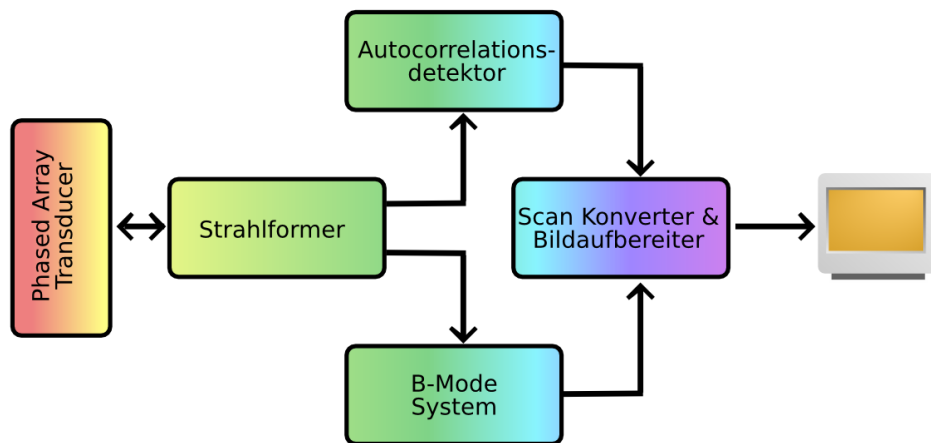 Autocorrelations-
detektor
Phased Array
Transducer
Strahlformer
Scan Konverter &
Bildaufbereiter
B-Mode
System